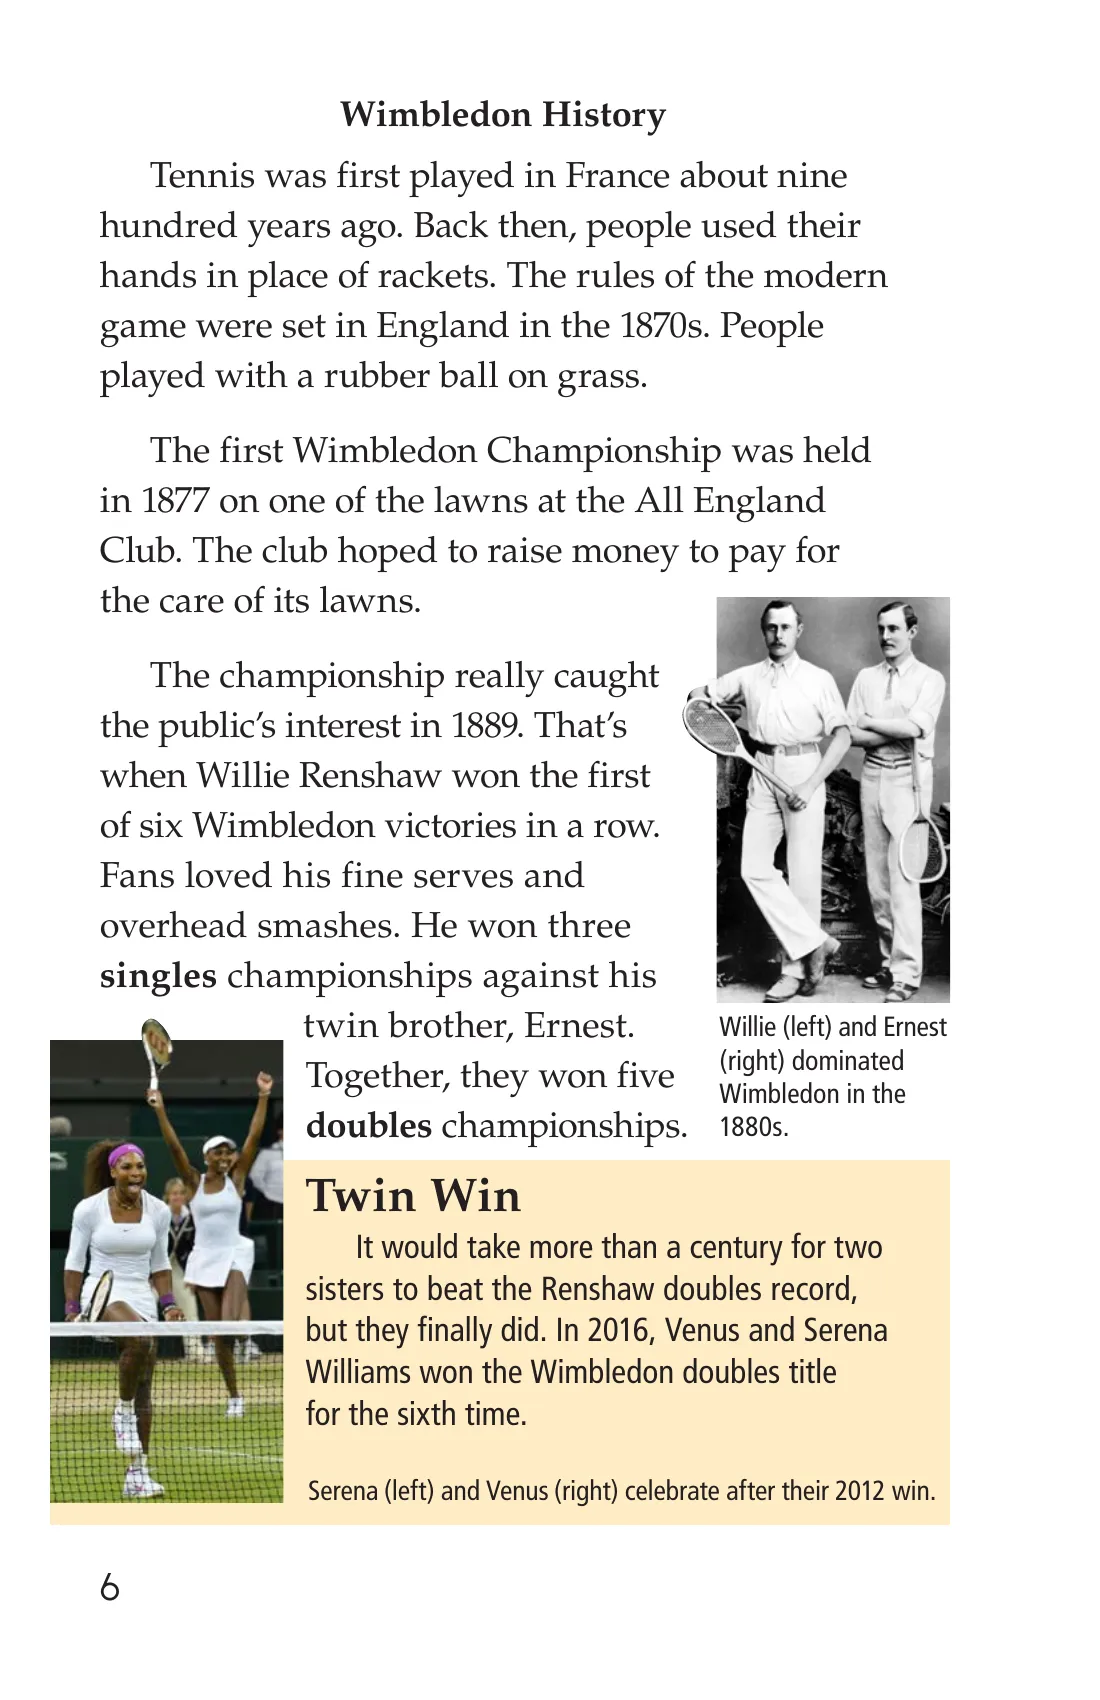 Wimbledon History
Tennis was first played in France about nine
hundred years ago. Back then, people used their
hands in place of rackets. The rules of the modern
game were set in England in the 1870s. People
played with a rubber ball on grass.
The first Wimbledon Championship was held
in 1877 on one of the lawns at the All England
Club. The club hoped to raise money to pay for
the care of its lawns.
The championship really caught
the public’s interest in 1889. That’s
when Willie Renshaw won the first
of six Wimbledon victories in a row.
Fans loved his fine serves and
overhead smashes. He won three
singles championships against his
twin brother, Ernest.
Together, they won five
doubles championships.
Willie (left) and Ernest
(right) dominated
Wimbledon in the
1880s.
Twin Win
It would take more than a century for two
sisters to beat the Renshaw doubles record,
but they finally did. In 2016, Venus and Serena
Williams won the Wimbledon doubles title
for the sixth time.
Serena (left) and Venus (right) celebrate after their 2012 win.
6